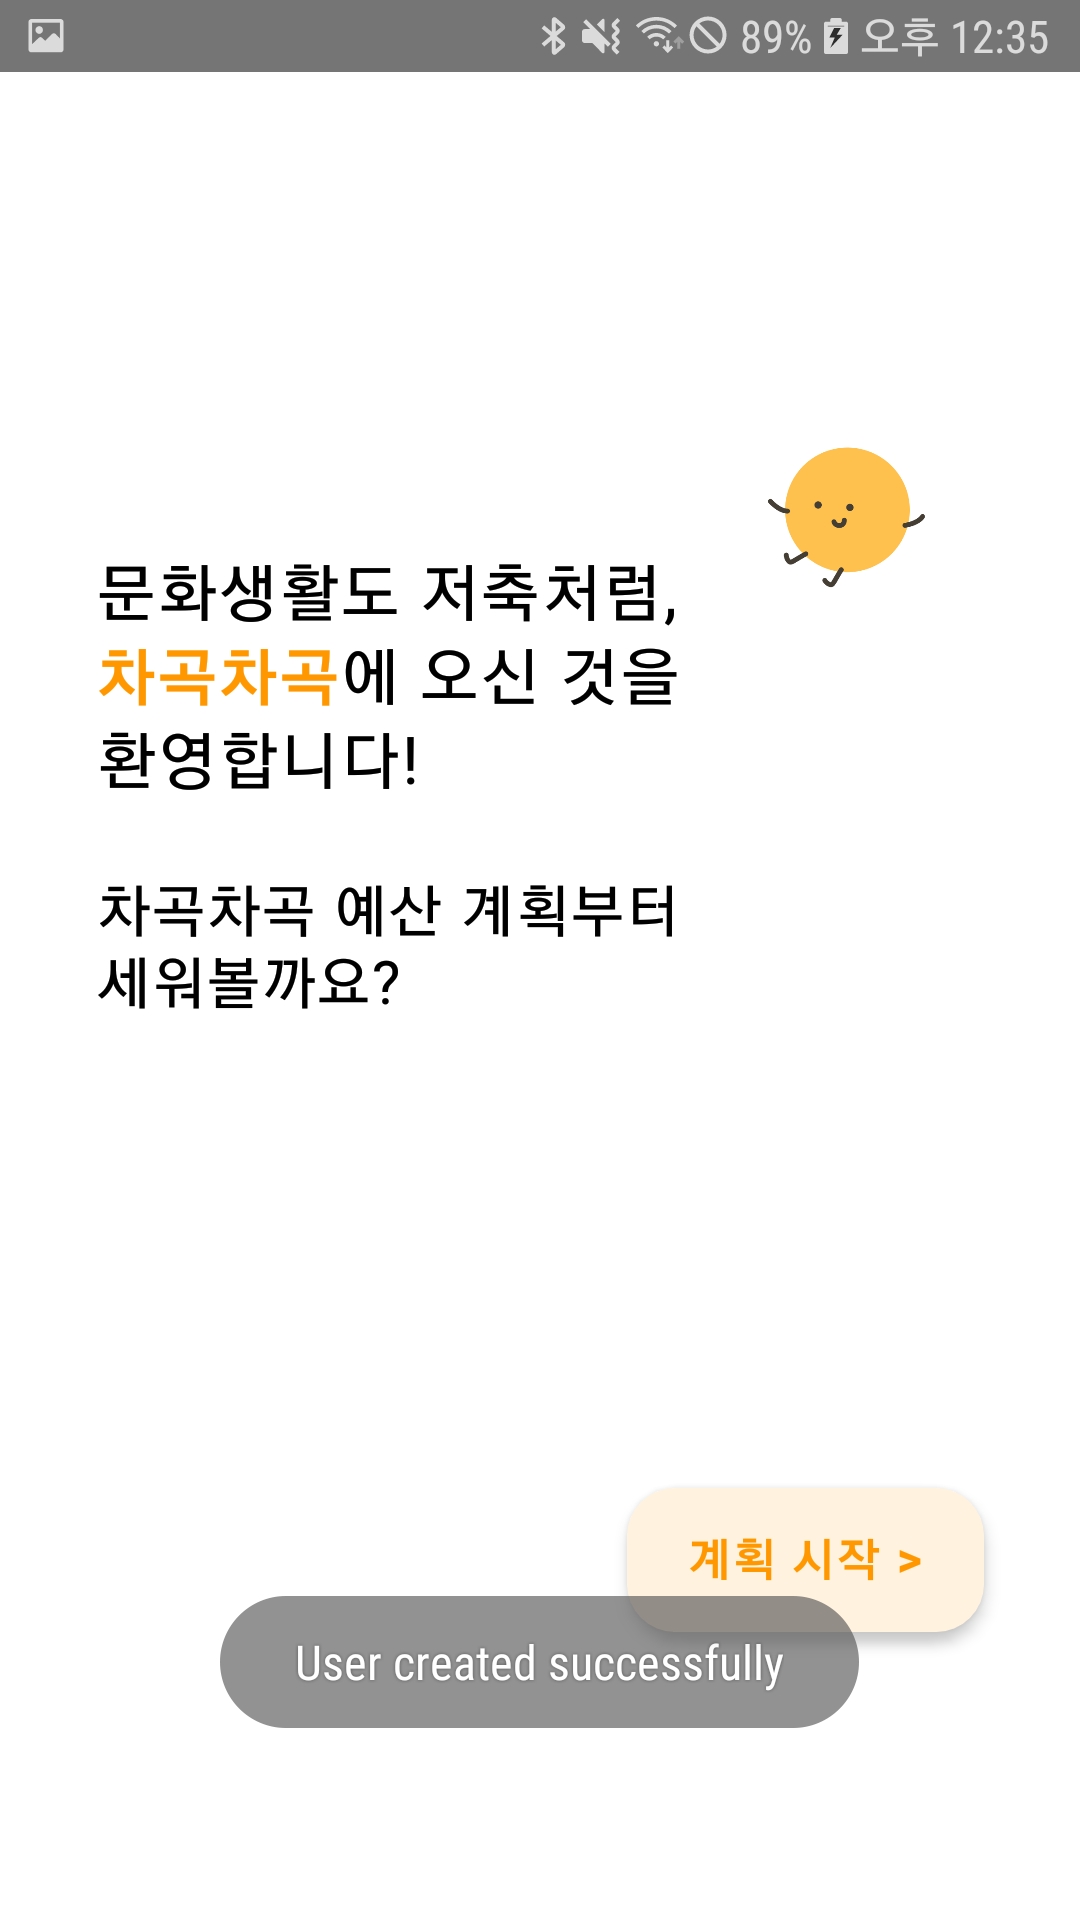 89% 오후 12:35
문화생활도 저축처럼,
차곡차곡에 오신 것을
환영합니다!
차곡차곡 예산 계획부터
세워볼까요?
계획 시작 >
User created successfully